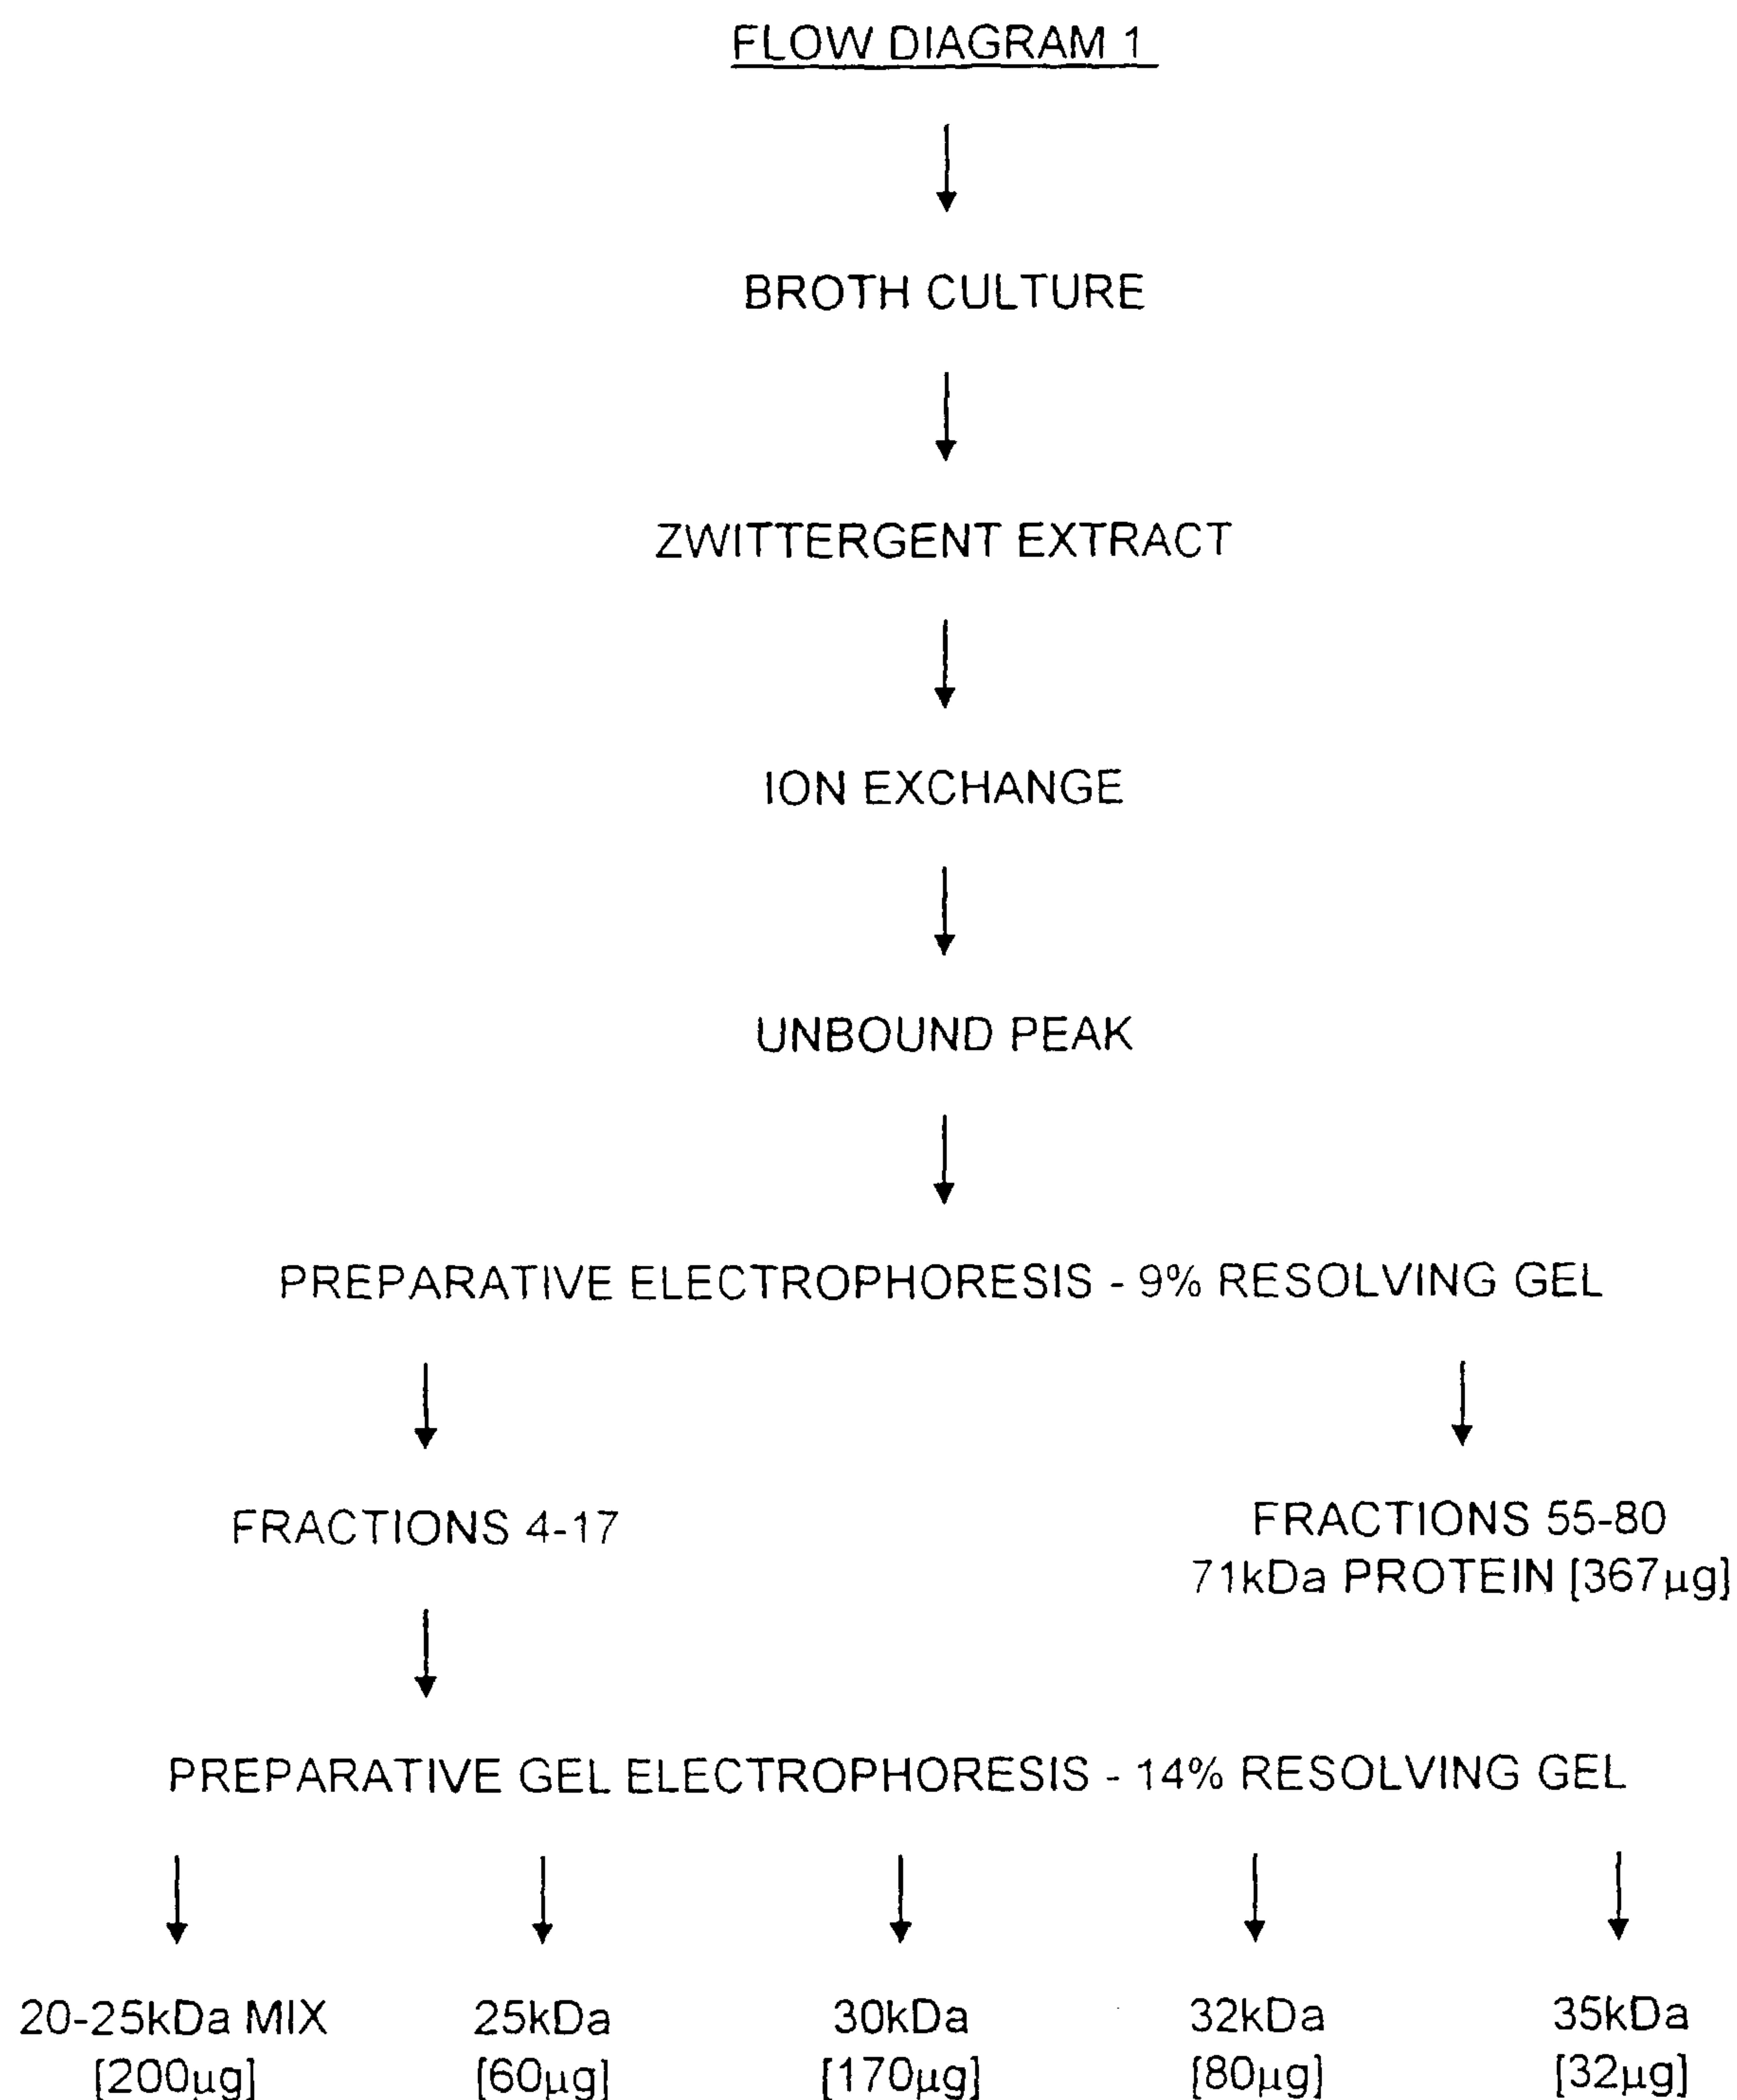 FLOW DIAGRAM 1
BROTH CULTURE
ZWITTERGENT EXTRACT
ION EXCHANGE
UNBOUND PEAK
PREPARATIVE ELECTROPHORESIS - 9% RESOLVING GEL
FRACTIONS 4-17
FRACTIONS 55-80
71kDa PROTEIN [367µg]
PREPARATIVE GEL ELECTROPHORESIS - 14% RESOLVING GEL
20-25kDa MIX 25kDa 30kDa 32kDa 35kDa
[200µg] [60µg] [170µg] [80µg] [32µg]